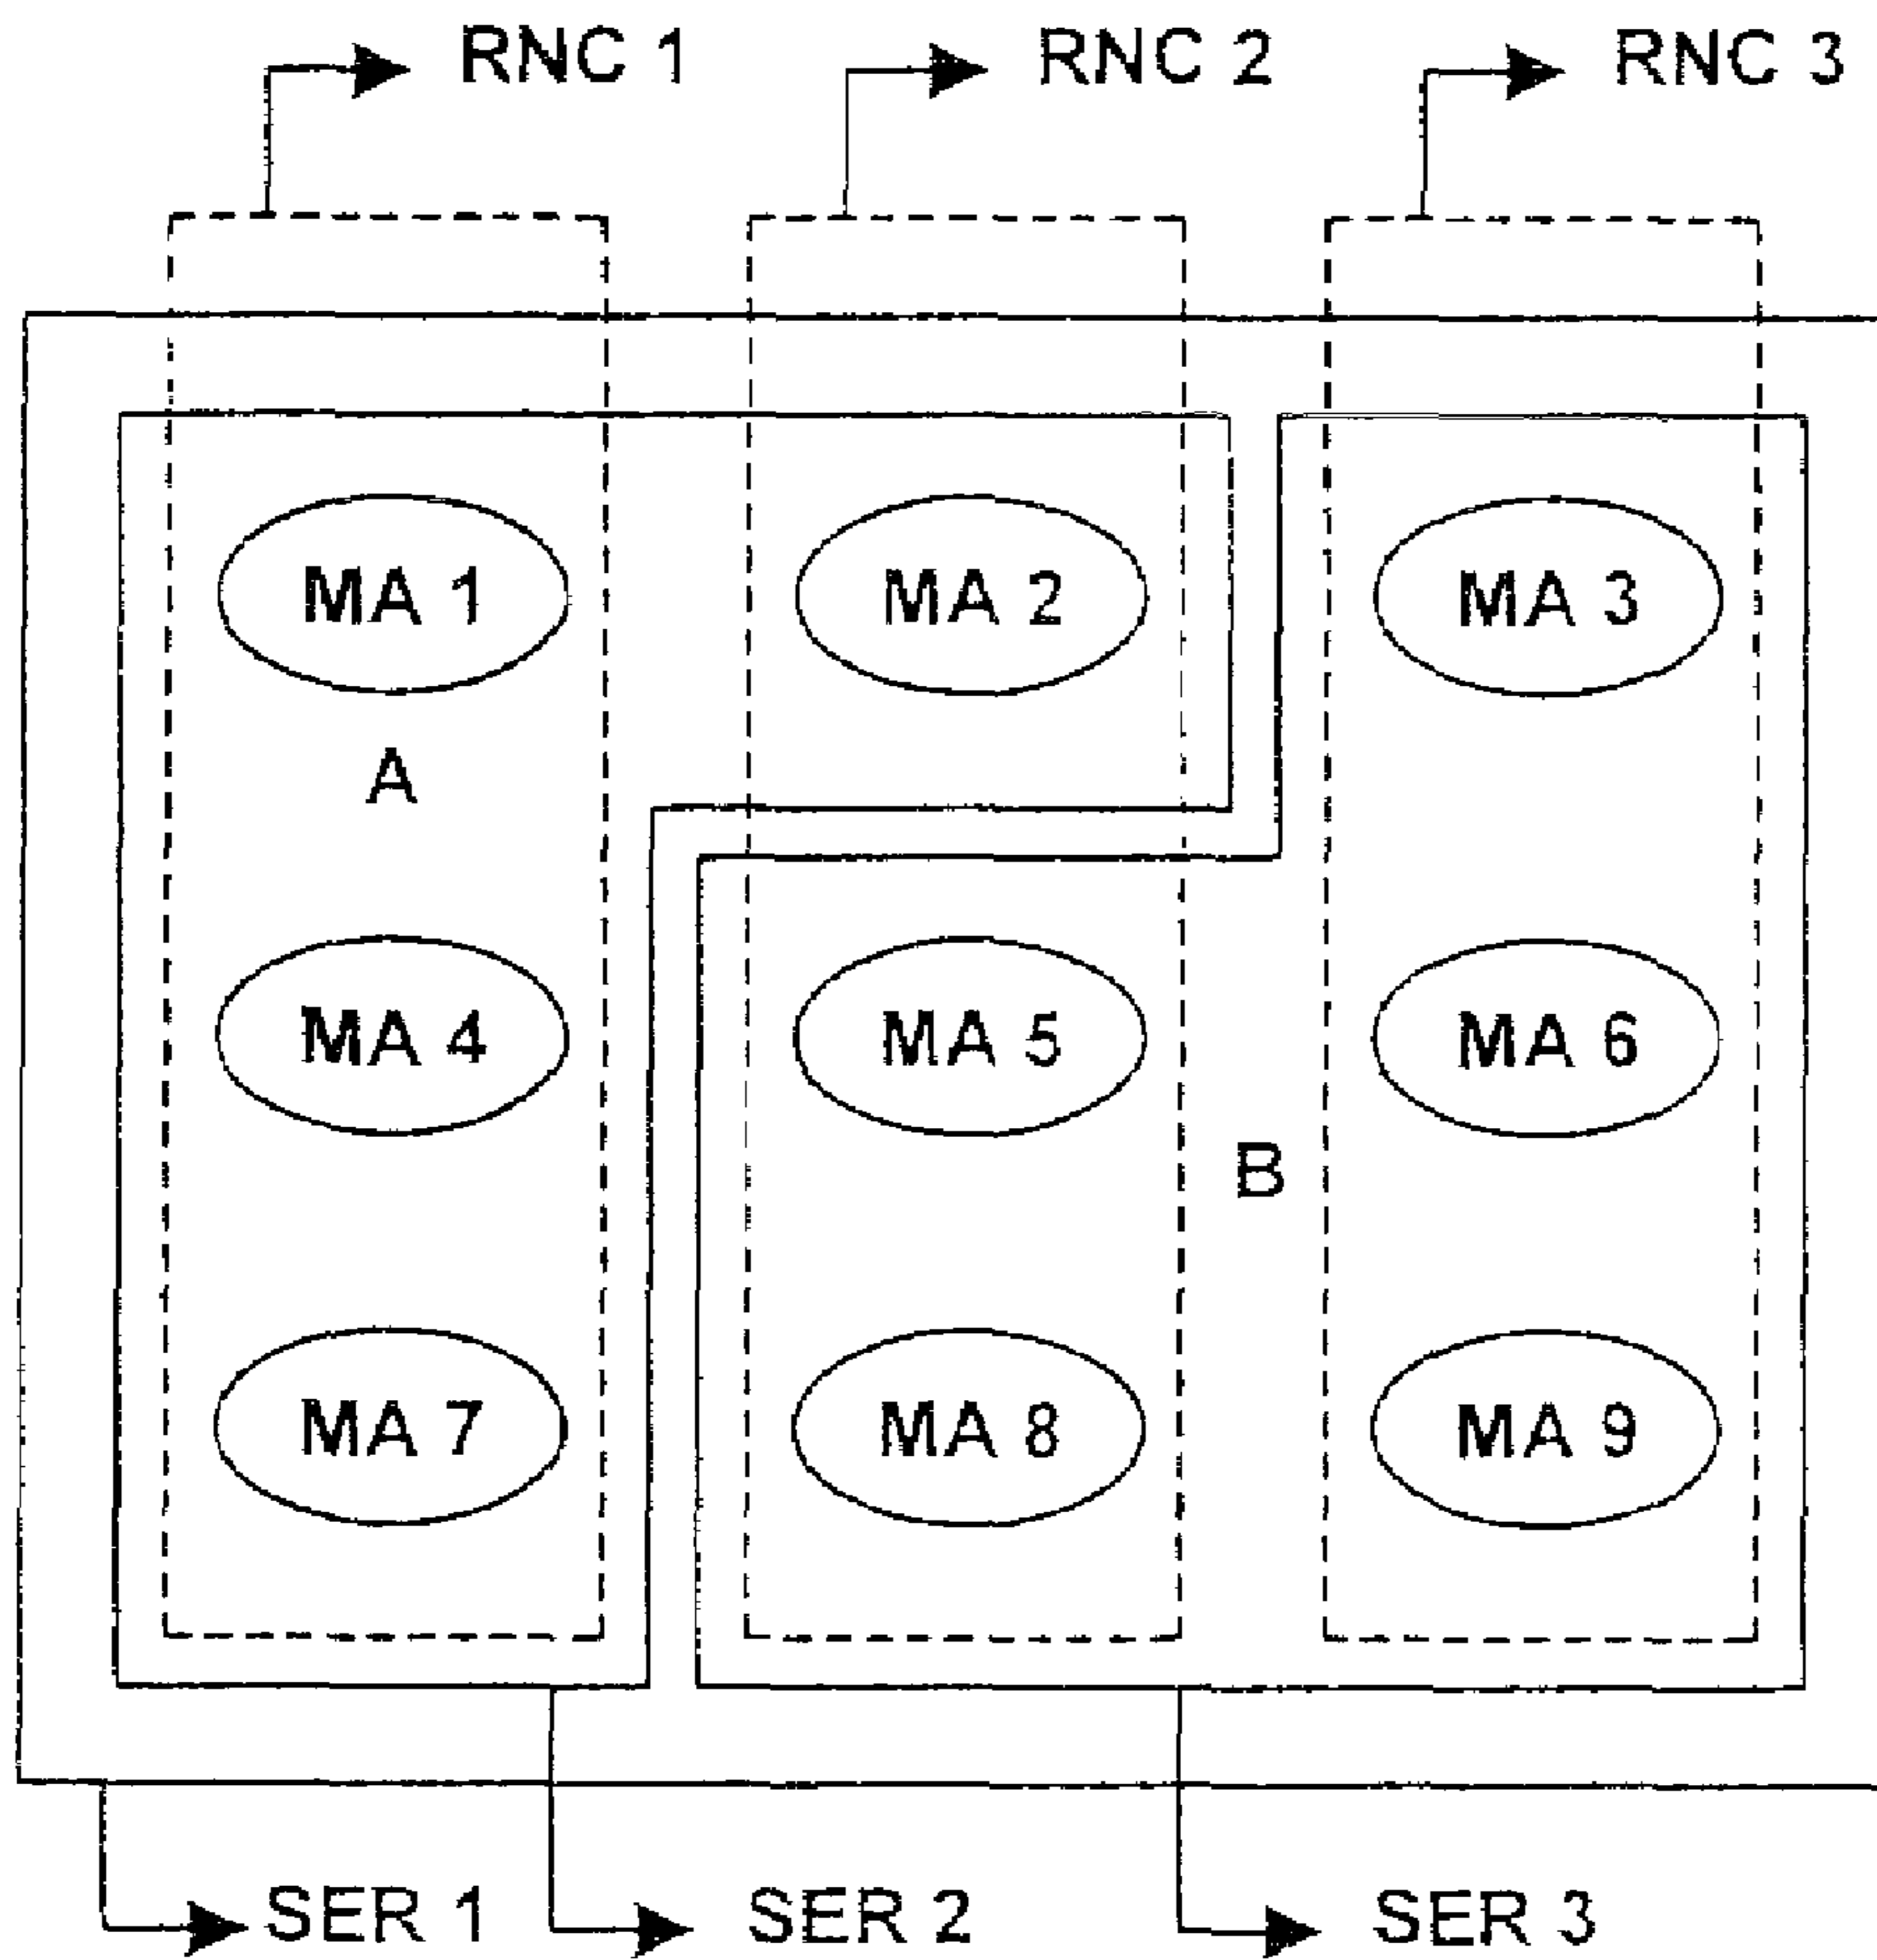 RNC 1 RNC 2 RNC 3
MA 1 MA 2 MA 3
A
MA 4 MA 5 MA 6
B
MA 7 MA 8 MA 9
SER 1 SER 2 SER 3